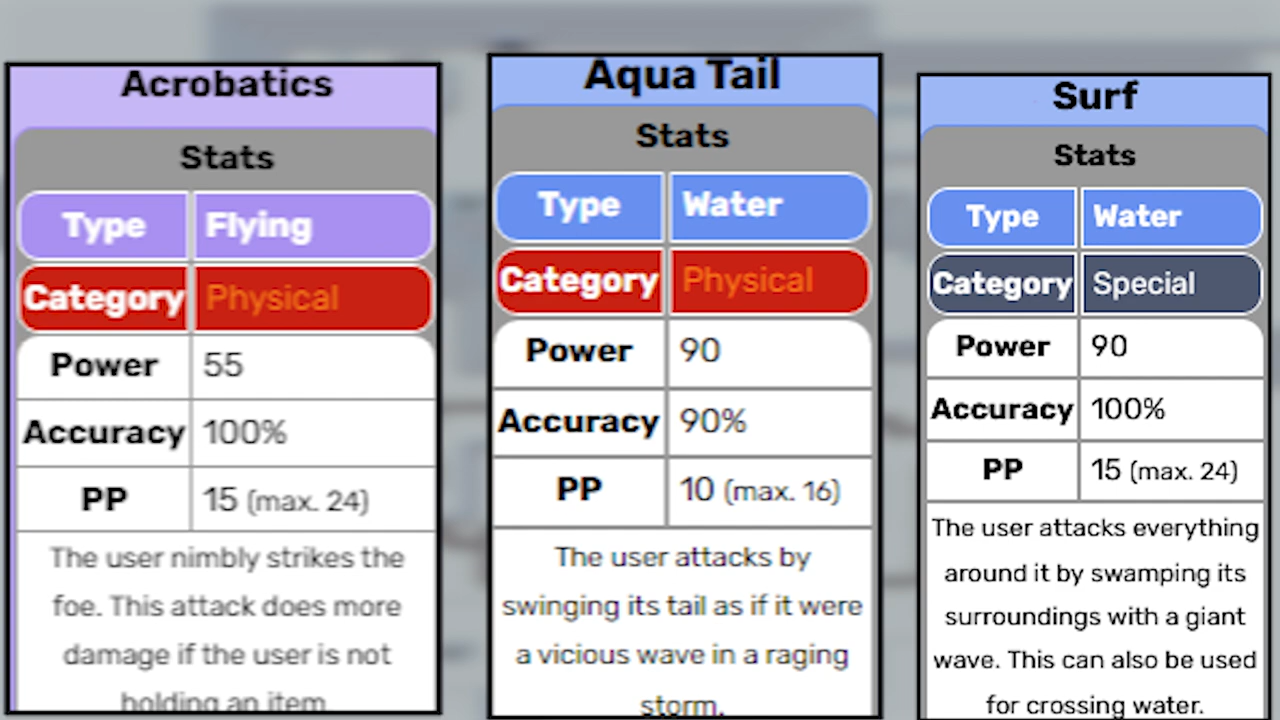 Acrobatics
Stats
Type Flying
Category Physical
Power 55
Accuracy 100%
PP 15 (max. 24)
The user nimbly strikes the
foe. This attack does more
damage if the user is not
holding an item
Aqua Tail
Stats
Type Water
Category Physical
Power 90
Accuracy 90%
PP 10 (max. 16)
The user attacks by
swinging its tail as if it were
a vicious wave in a raging
storm.
Surf
Stats
Type Water
Category Special
Power 90
Accuracy 100%
PP 15 (max. 24)
The user attacks everything
around it by swamping its
surroundings with a giant
wave. This can also be used
for crossing water.